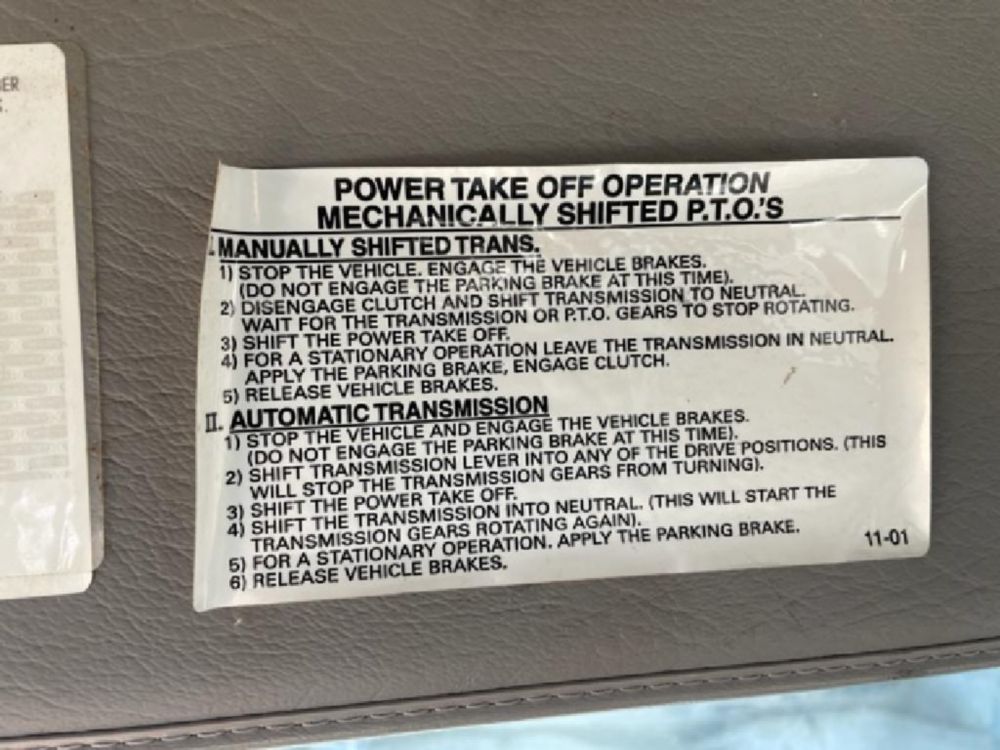 POWER TAKE OFF OPERATION
MECHANICALLY SHIFTED P.T.O.'S
I. MANUALLY SHIFTED TRANS.
1) STOP THE VEHICLE. ENGAGE THE VEHICLE BRAKES.
(DO NOT ENGAGE THE PARKING BRAKE AT THIS TIME).
2) DISENGAGE CLUTCH AND SHIFT TRANSMISSION TO NEUTRAL.
WAIT FOR THE TRANSMISSION OR P.T.O. GEARS TO STOP ROTATING.
3) SHIFT THE POWER TAKE OFF.
4) FOR A STATIONARY OPERATION LEAVE THE TRANSMISSION IN NEUTRAL.
APPLY THE PARKING BRAKE, ENGAGE CLUTCH.
5) RELEASE VEHICLE BRAKES.
II. AUTOMATIC TRANSMISSION
1) STOP THE VEHICLE AND ENGAGE THE VEHICLE BRAKES.
(DO NOT ENGAGE THE PARKING BRAKE AT THIS TIME).
2) SHIFT TRANSMISSION LEVER INTO ANY OF THE DRIVE POSITIONS. (THIS
WILL STOP THE TRANSMISSION GEARS FROM TURNING).
3) SHIFT THE POWER TAKE OFF.
4) SHIFT THE TRANSMISSION INTO NEUTRAL. (THIS WILL START THE
TRANSMISSION GEARS ROTATING AGAIN).
5) FOR A STATIONARY OPERATION. APPLY THE PARKING BRAKE.
6) RELEASE VEHICLE BRAKES.
11-01